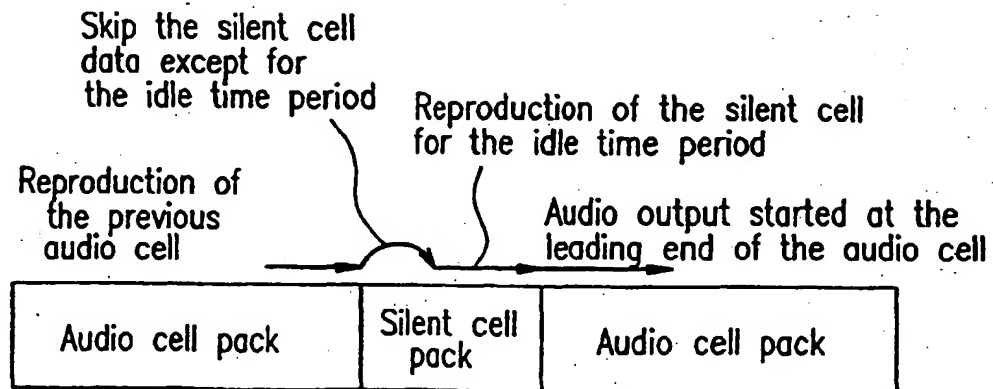 Skip the silent cell
data except for
the idle time period
Reproduction of the silent cell
for the idle time period
Reproduction of
the previous
audio cell
Audio output started at the
leading end of the audio cell
Audio cell pack
Silent cell
pack
Audio cell pack